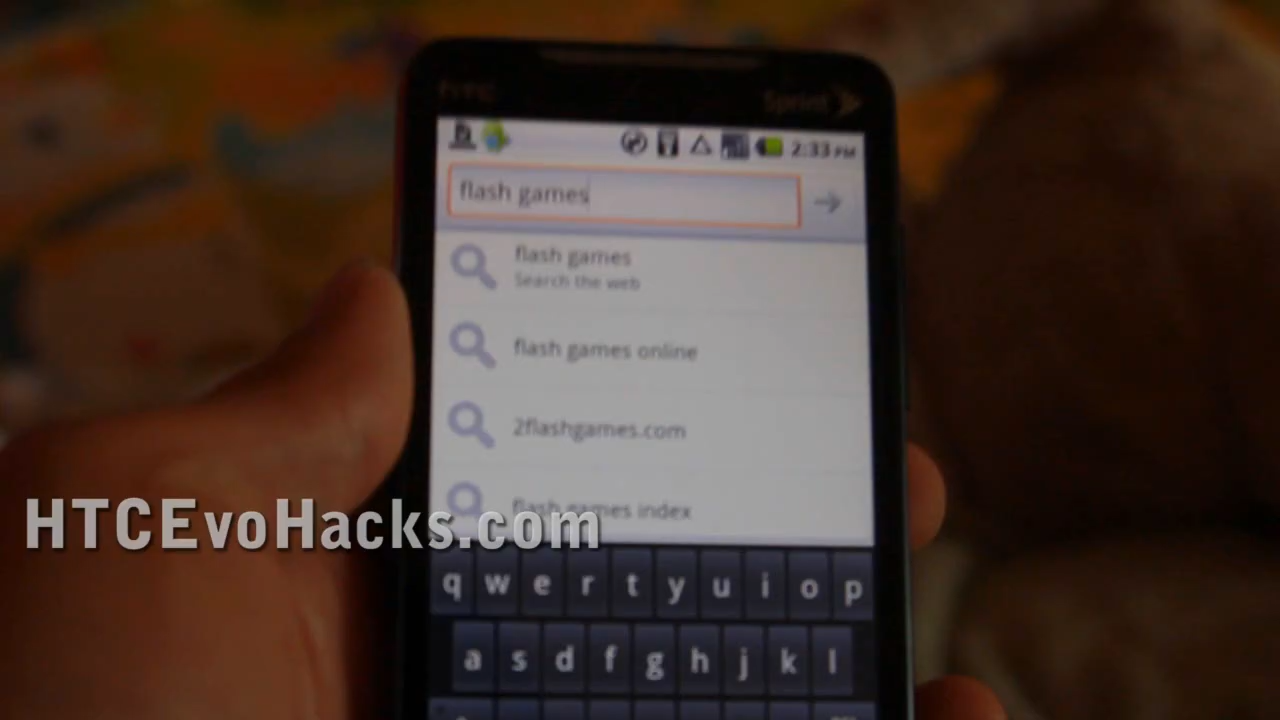 hTC
Sprint
2:33 PM
flash games
flash games
Search the web
flash games online
2flashgames.com
flash games index
HTCEvoHacks.com
q w e r t y u i o p
a s d f g h j k l